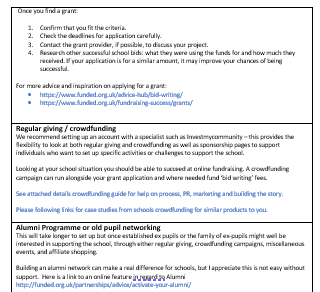 Once you find a grant:
1. Confirm that you fit the criteria.
2. Check the deadlines for application carefully.
3. Contact the grant provider, if possible, to discuss your project.
4. Research other successful school bids: what they were using the funds for and how much they
received. If your application is for a similar amount, it may improve your chances of being
successful.
For more advice and inspiration on applying for a grant:
▪ https://www.funded.org.uk/advice-hub/bid-writing/
▪ https://www.funded.org.uk/fundraising-success/grants/
Regular giving / crowdfunding
We recommend setting up an account with a specialist such as Investmycommunity – this provides the
flexibility to look at both regular giving and crowdfunding as well as sponsorship pages to support
individuals who want to set up specific activities or challenges to support the school.
Looking at your school situation you should be able to succeed at online fundraising. A crowdfunding
campaign can run alongside your grant application and where needed fund 'bid writing' fees.
See attached details crowdfunding guide for help on process, PR, marketing and building the story.
Please following links for case studies from schools crowdfunding for similar products to you.
Alumni Programme or old pupil networking
This will take longer to set up but once established ex pupils or the family of ex-pupils might well be
interested in supporting the school, through either regular giving, crowdfunding campaigns, miscellaneous
events, and affiliate shopping.
Building an alumni network can make a real difference for schools, but I appreciate this is not easy without
support. Here is a link to an online feature in regard to Alumni
http://funded.org.uk/partnerships/advice/activate-your-alumni/